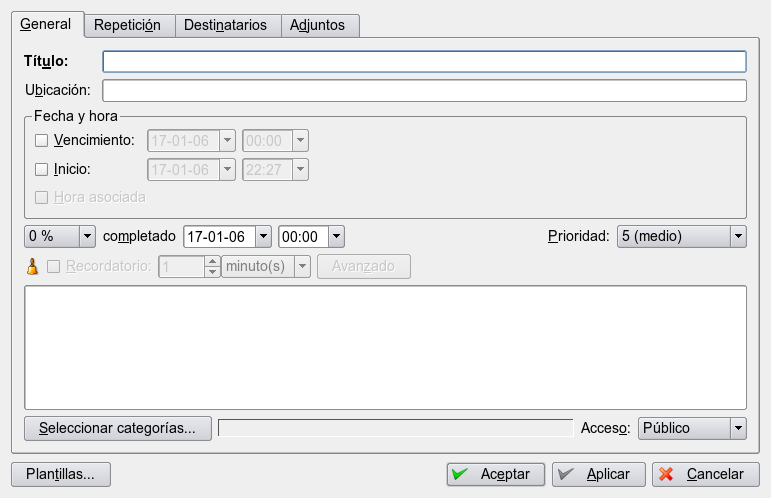 General Repetición Destinatarios Adjuntos
Título:
Ubicación:
Fecha y hora
Vencimiento: 17-01-06 00:00
Inicio: 17-01-06 22:27
Hora asociada
0 % completado 17-01-06 00:00 Prioridad: 5 (medio)
Recordatorio: 1 minuto(s) Avanzado
Seleccionar categorías... Acceso: Público
Plantillas... Aceptar Aplicar Cancelar